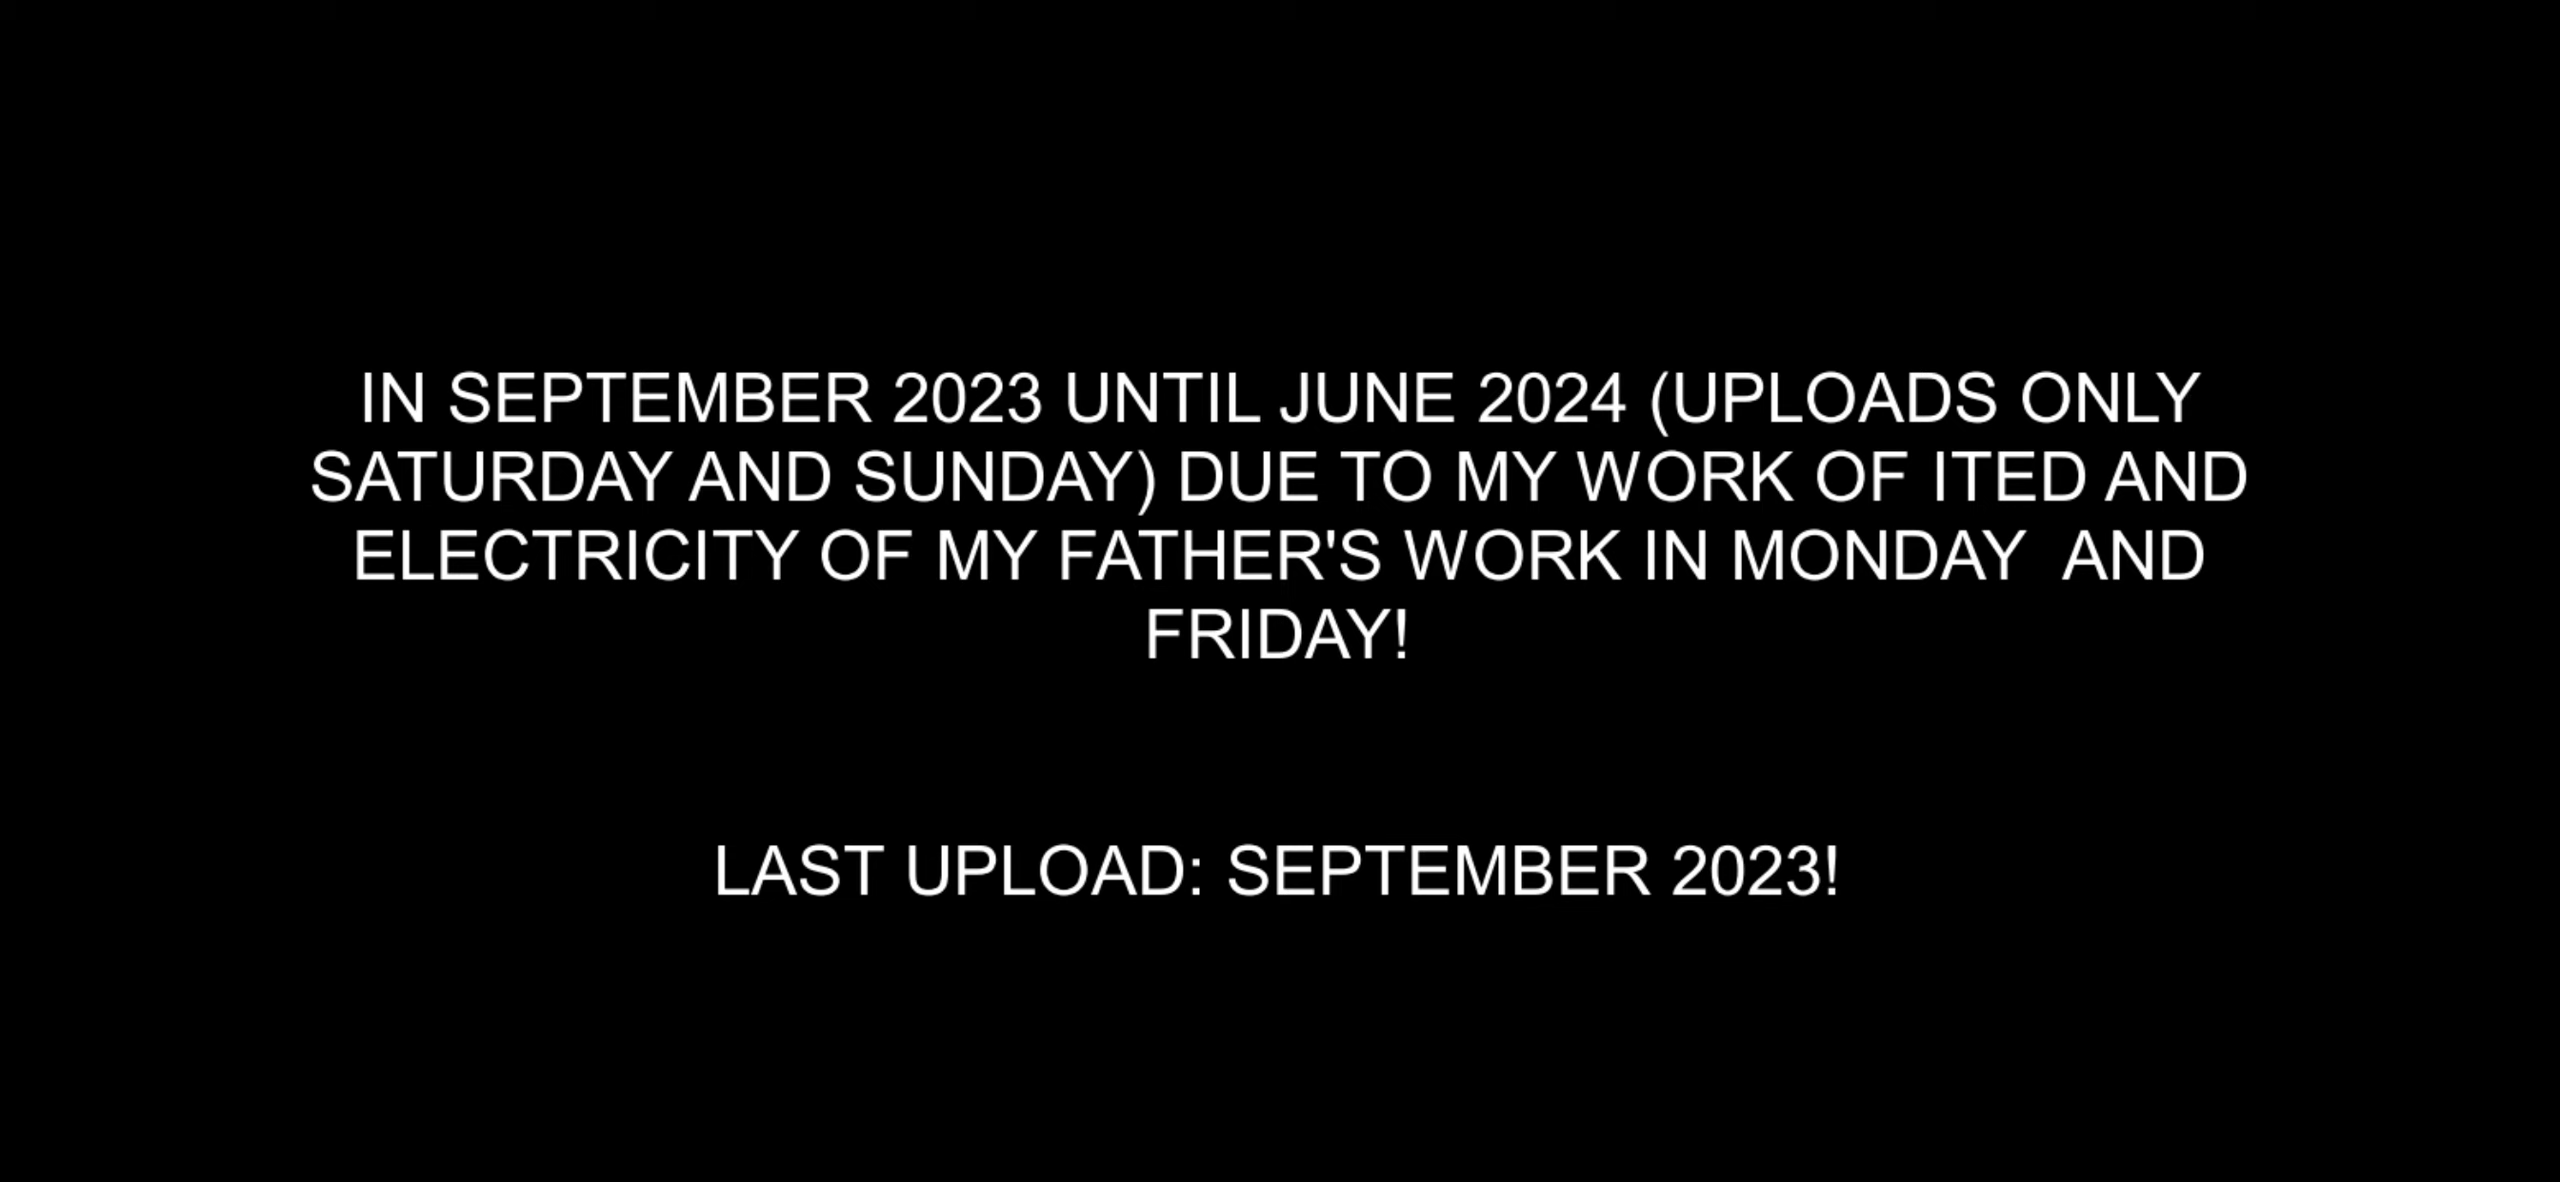 IN SEPTEMBER 2023 UNTIL JUNE 2024 (UPLOADS ONLY
SATURDAY AND SUNDAY) DUE TO MY WORK OF ITED AND
ELECTRICITY OF MY FATHER'S WORK IN MONDAY  AND
FRIDAY!
LAST UPLOAD: SEPTEMBER 2023!